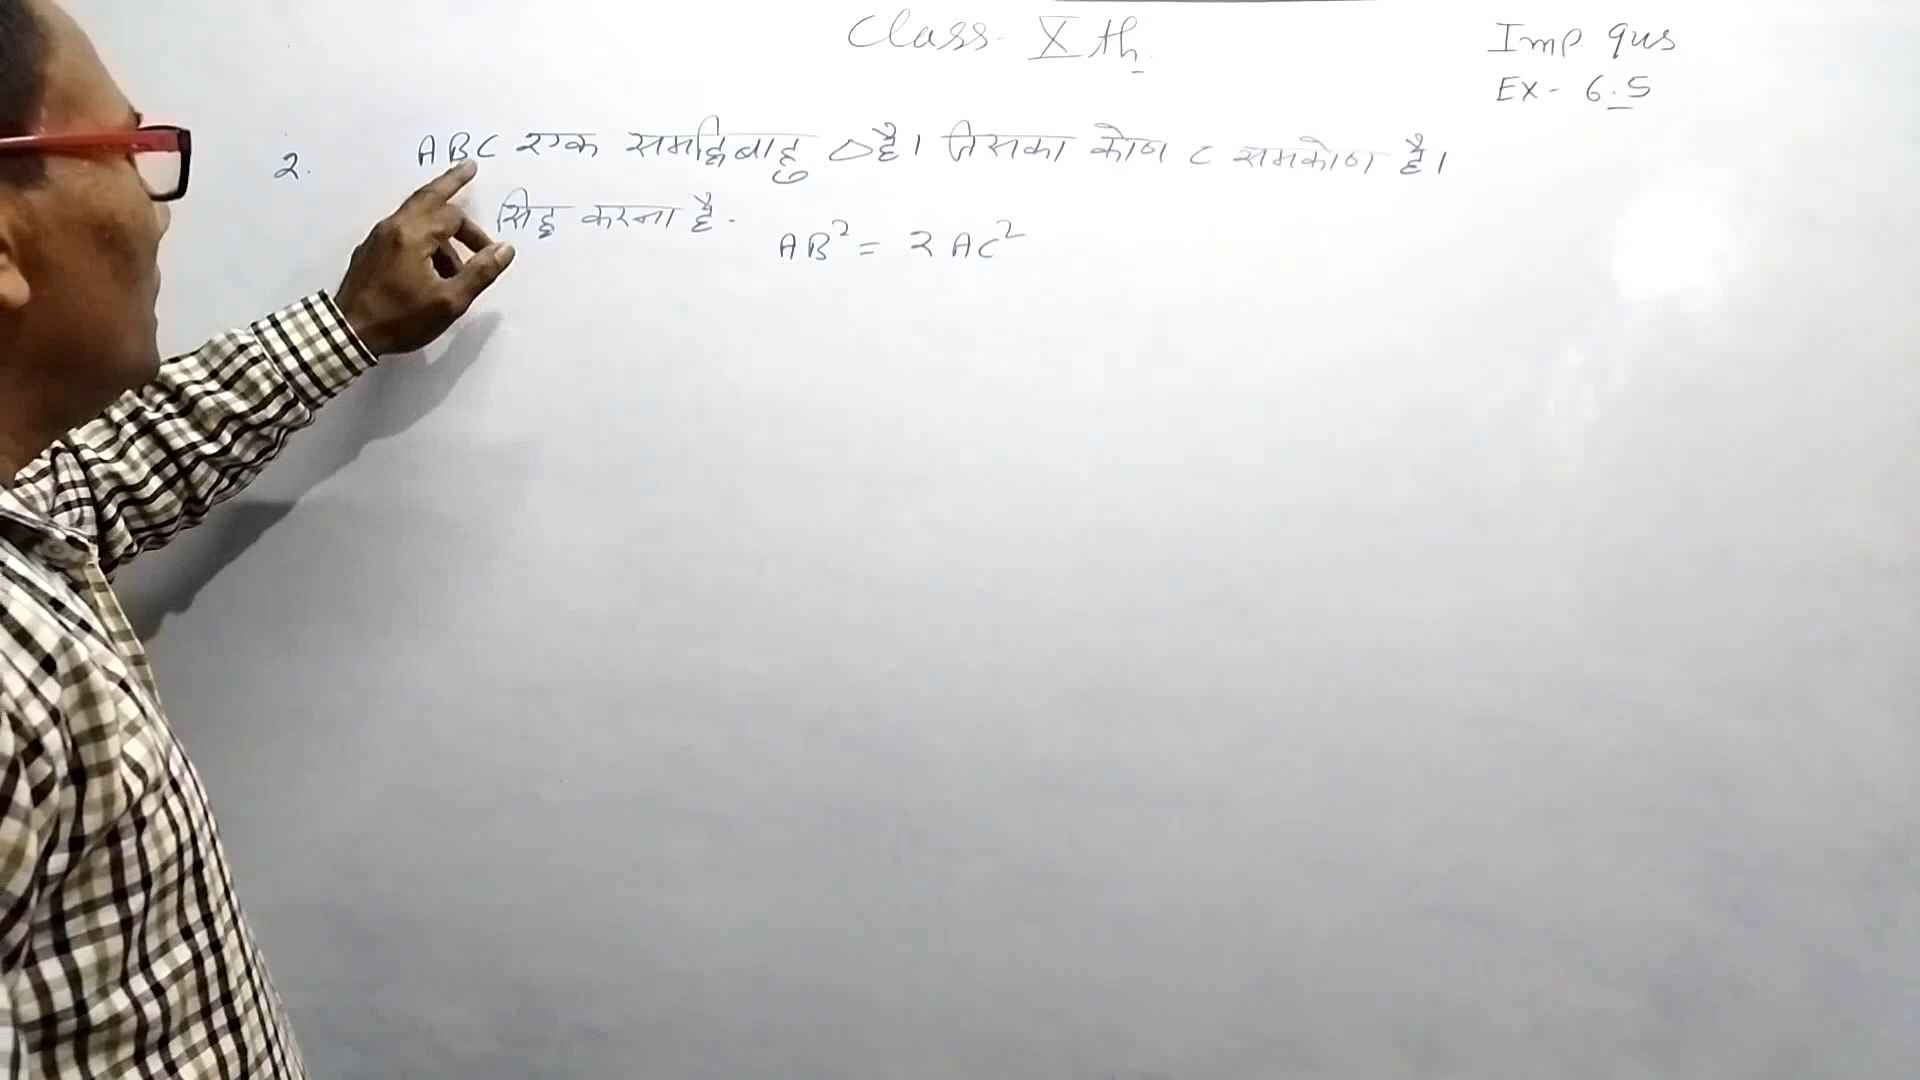 Class- Xth.
Imp qus
Ex- 6.5
2. ABC एक समद्विबाहु △ है। जिसका कोण C समकोण है।
सिद्ध करना है-
AB² = 2AC²